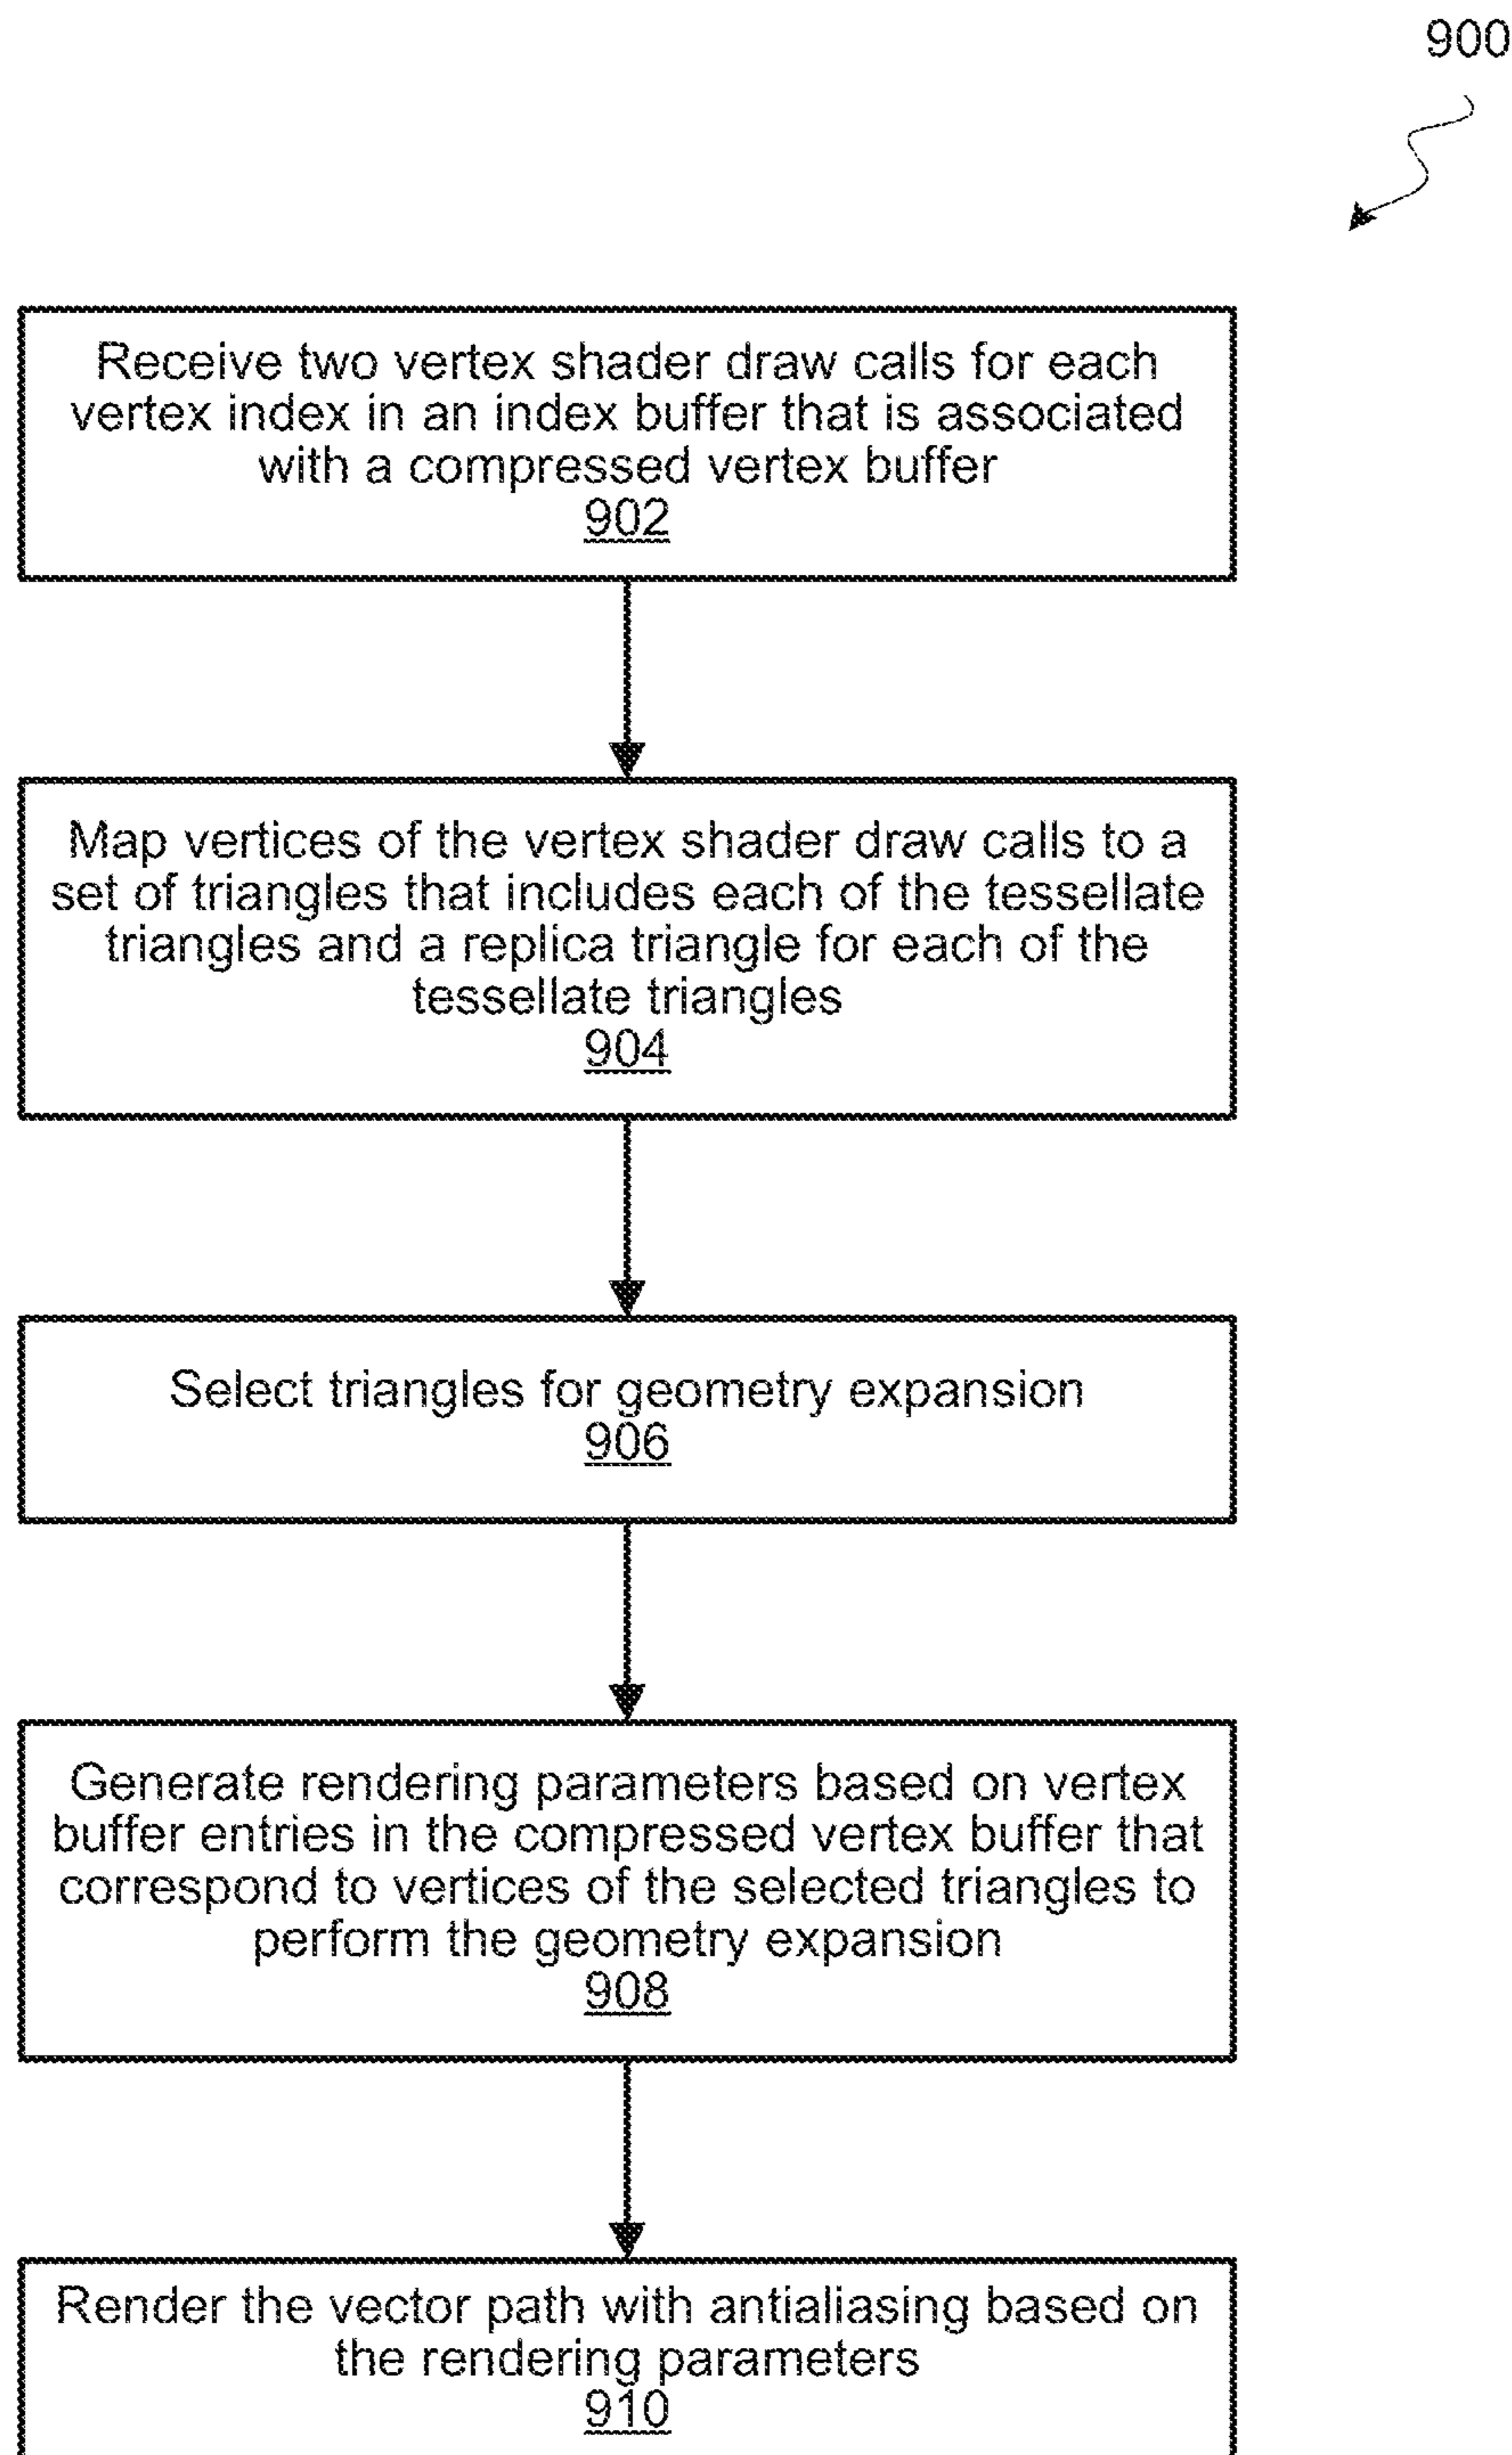 900
Receive two vertex shader draw calls for each
vertex index in an index buffer that is associated
with a compressed vertex buffer
902
Map vertices of the vertex shader draw calls to a
set of triangles that includes each of the tessellate
triangles and a replica triangle for each of the
tessellate triangles
904
Select triangles for geometry expansion
906
Generate rendering parameters based on vertex
buffer entries in the compressed vertex buffer that
correspond to vertices of the selected triangles to
perform the geometry expansion
908
Render the vector path with antialiasing based on
the rendering parameters
910